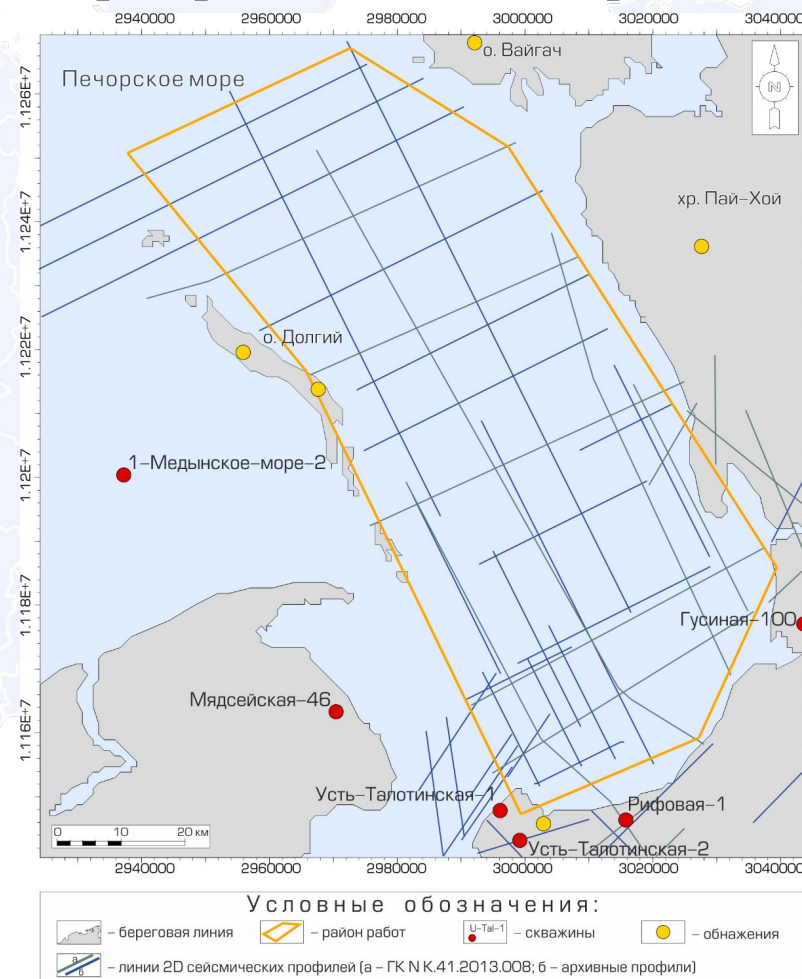 2940000 2960000 2980000 3000000 3020000 3040000
Печорское море
о. Вайгач
N
1.126E+7
хр. Пай-Хой
1.124E+7
1.122E+7
о. Долгий
1-Медынское-море-2
1.12E+7
1.118E+7
Гусиная-100
Мядсейская-46
1.116E+7
Усть-Талотинская-1
Рифовая-1
Усть-Талотинская-2
0 10 20 км
2940000 2960000 2980000 3000000 3020000 3040000
Условные обозначения:
– береговая линия – район работ U-Tal-1 – скважины – обнажения
а б – линии 2D сейсмических профилей (а – ГК N К.41.2013.008; б – архивные профили)